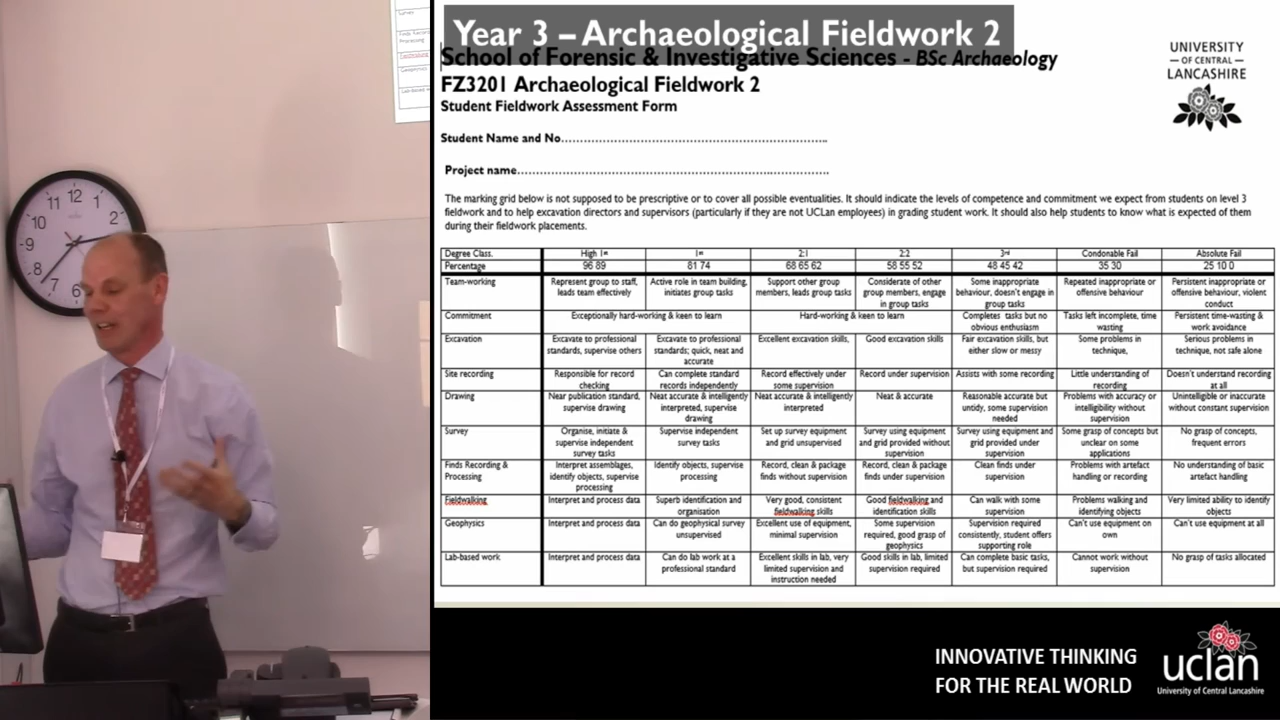 Year 3 – Archaeological Fieldwork 2
School of Forensic & Investigative Sciences - BSc Archaeology
FZ3201 Archaeological Fieldwork 2
Student Fieldwork Assessment Form
UNIVERSITY
OF CENTRAL
LANCASHIRE
Student Name and No.
Project name
The marking grid below is not supposed to be prescriptive or to cover all possible eventualities. It should indicate the levels of competence and commitment we expect from students on level 3
fieldwork and to help excavation directors and supervisors (particularly if they are not UCLan employees) in grading student work. It should also help students to know what is expected of them
during their fieldwork placements.
Degree Class. High 1st 1st 2:1 2:2 3rd Condonable Fail Absolute Fail
Percentage 96 89 81 74 68 65 62 58 55 52 48 45 42 35 30 25 10 0
Team-working Represent group to staff, Active role in team building, Support other group Considerate of other Some inappropriate Repeated inappropriate or Persistent inappropriate or
leads team effectively initiates group tasks members, leads group tasks group members, engage behaviour, doesn't engage in offensive behaviour offensive behaviour, violent
in group tasks group tasks conduct
Commitment Exceptionally hard-working & keen to learn Hard-working & keen to learn Completes tasks but no Tasks left incomplete, time Persistent time-wasting &
obvious enthusiasm wasting work avoidance
Excavation Excavate to professional Excavate to professional Excellent excavation skills, Good excavation skills Fair excavation skills, but Some problems in Serious problems in
standards, supervise others standards; quick, neat and either slow or messy technique, technique, not safe alone
accurate
Site recording Responsible for record Can complete standard Record effectively under Record under supervision Assists with some recording Little understanding of Doesn't understand recording
checking records independently some supervision recording at all
Drawing Near publication standard, Neat accurate & intelligently Neat accurate & intelligently Neat & accurate Reasonable accurate but Problems with accuracy or Unintelligible or inaccurate
supervise drawing interpreted, supervise interpreted untidy, some supervision intelligibility without without constant supervision
drawing needed supervision
Survey Organise, initiate & Supervise independent Set up survey equipment Survey using equipment Survey using equipment and Some grasp of concepts but No grasp of concepts,
supervise independent survey tasks and grid unsupervised and grid provided without grid provided under unclear on some frequent errors
survey tasks supervision supervision applications
Finds Recording & Interpret assemblages, Identify objects, supervise Record, clean & package Record, clean & package Clean finds under Problems with artefact No understanding of basic
Processing identify objects, supervise processing finds without supervision finds under supervision supervision handling or recording artefact handling
processing
Fieldwalking Interpret and process data Superb identification and Very good, consistent Good fieldwalking and Can walk with some Problems walking and Very limited ability to identify
organisation fieldwalking skills identification skills supervision identifying objects objects
Geophysics Interpret and process data Can do geophysical survey Excellent use of equipment, Some supervision Supervision required Can't use equipment on Can't use equipment at all
unsupervised minimal supervision required, good grasp of consistently, student offers own
geophysics supporting role
Lab-based work Interpret and process data Can do lab work at a Excellent skills in lab, very Good skills in lab, limited Can complete basic tasks, Cannot work without No grasp of tasks allocated
professional standard limited supervision and supervision required but supervision required supervision
instruction needed
INNOVATIVE THINKING
FOR THE REAL WORLD
uclan
University of Central Lancashire
11 12 1
10 2
9
8
7 6